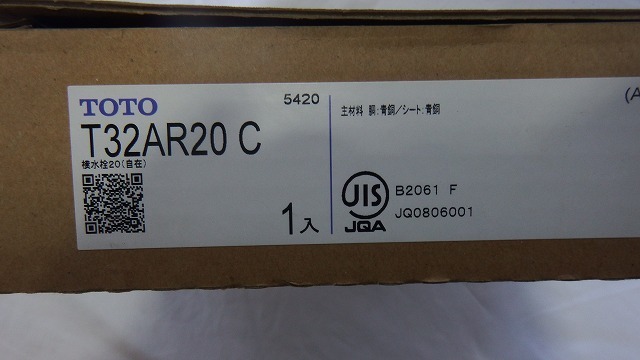 TOTO
5420
T32AR20 C
横水栓20(自在)
1入
主材料 胴:青銅/シート:青銅
JIS
JQA
B2061 F
JQ0806001
(A